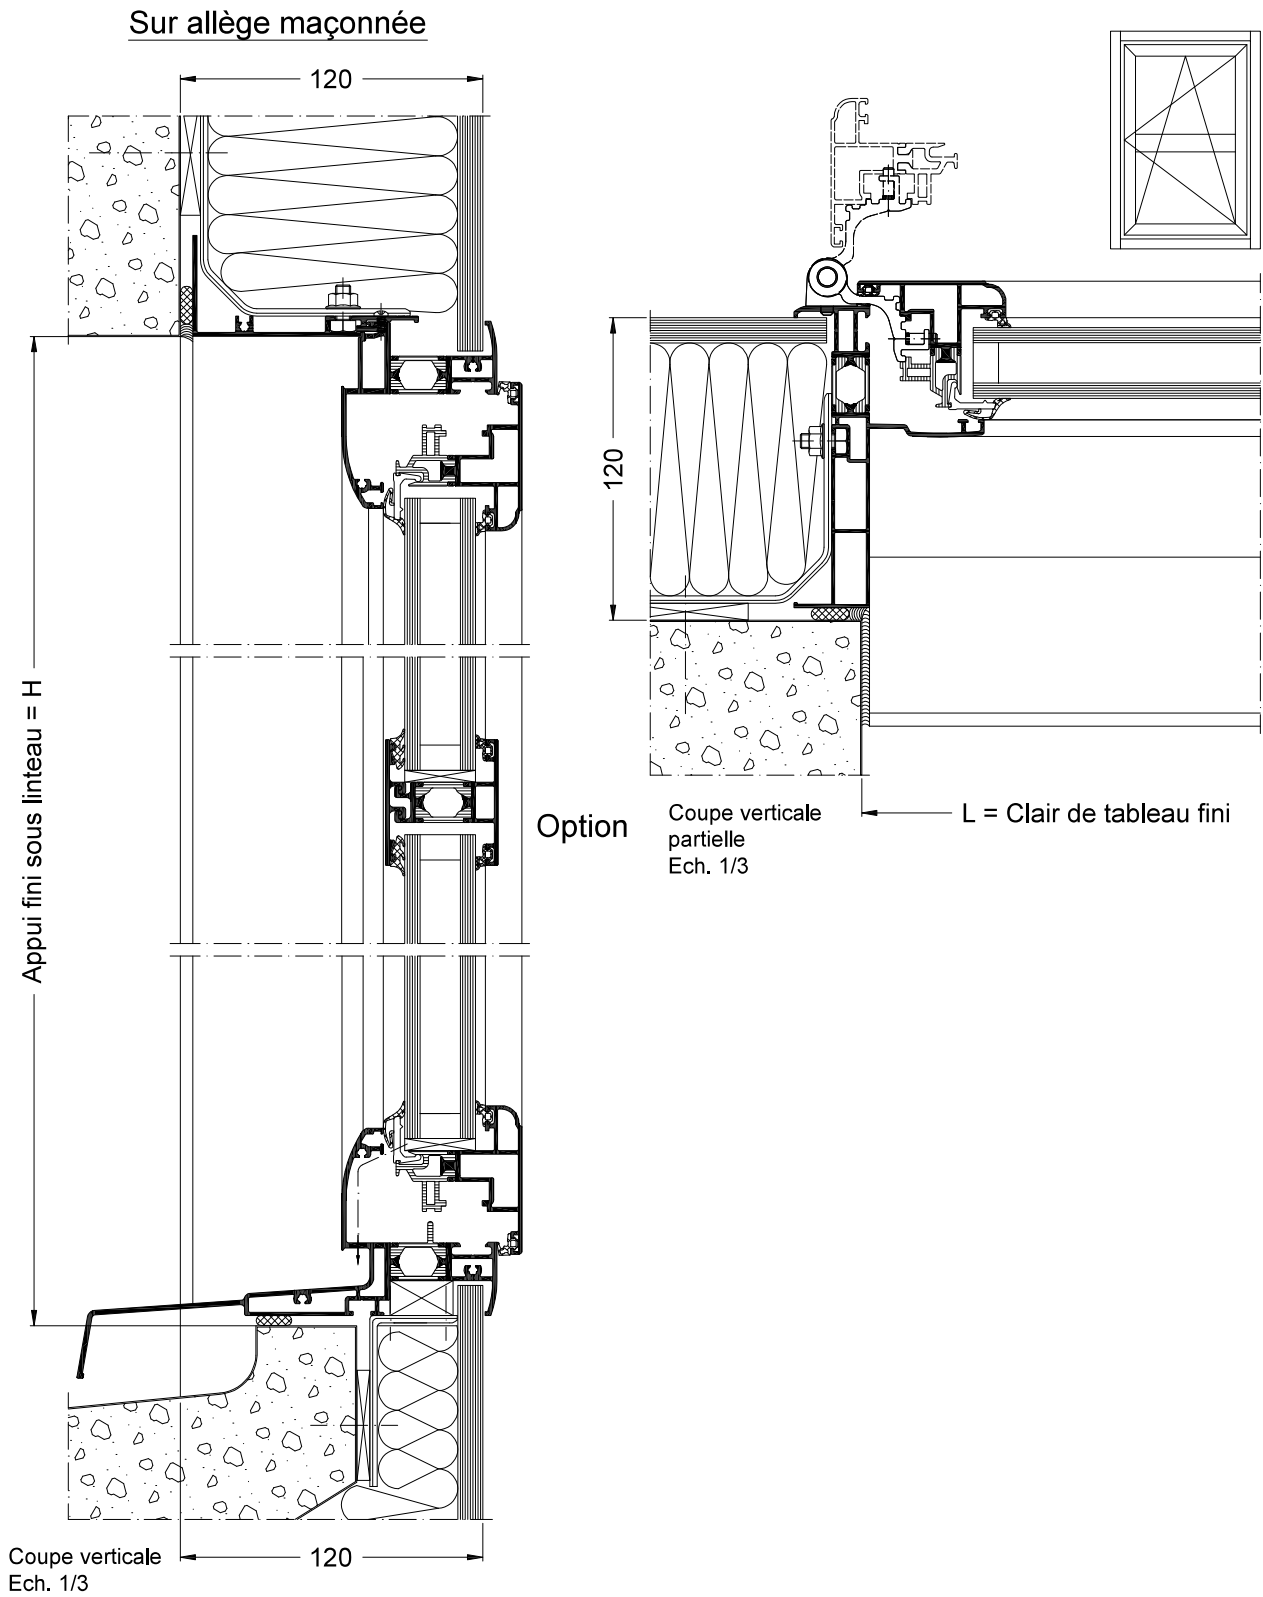 Sur allège maçonnée
120
120
Appui fini sous linteau = H
Option
Coupe verticale
partielle
Ech. 1/3
L = Clair de tableau fini
Coupe verticale
Ech. 1/3
120